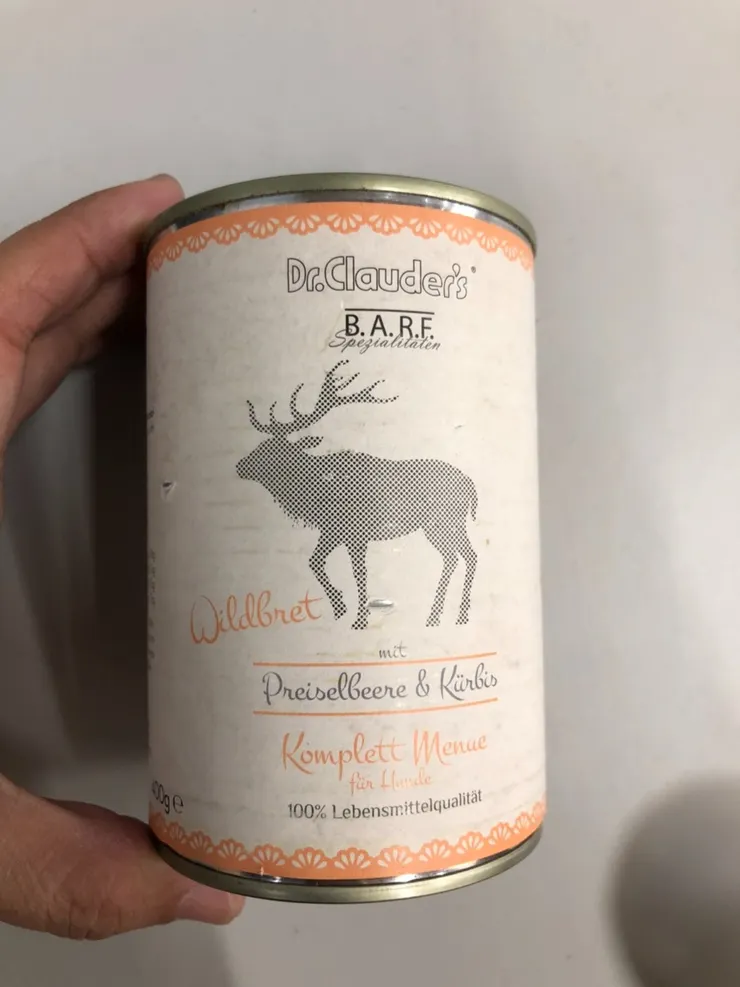 Dr.Clauder's®
B.A.R.F.
Spezialitäten
Wildbret
mit
Preiselbeere & Kürbis
Komplett Menue
für Hunde
400g ℮
100% Lebensmittelqualität